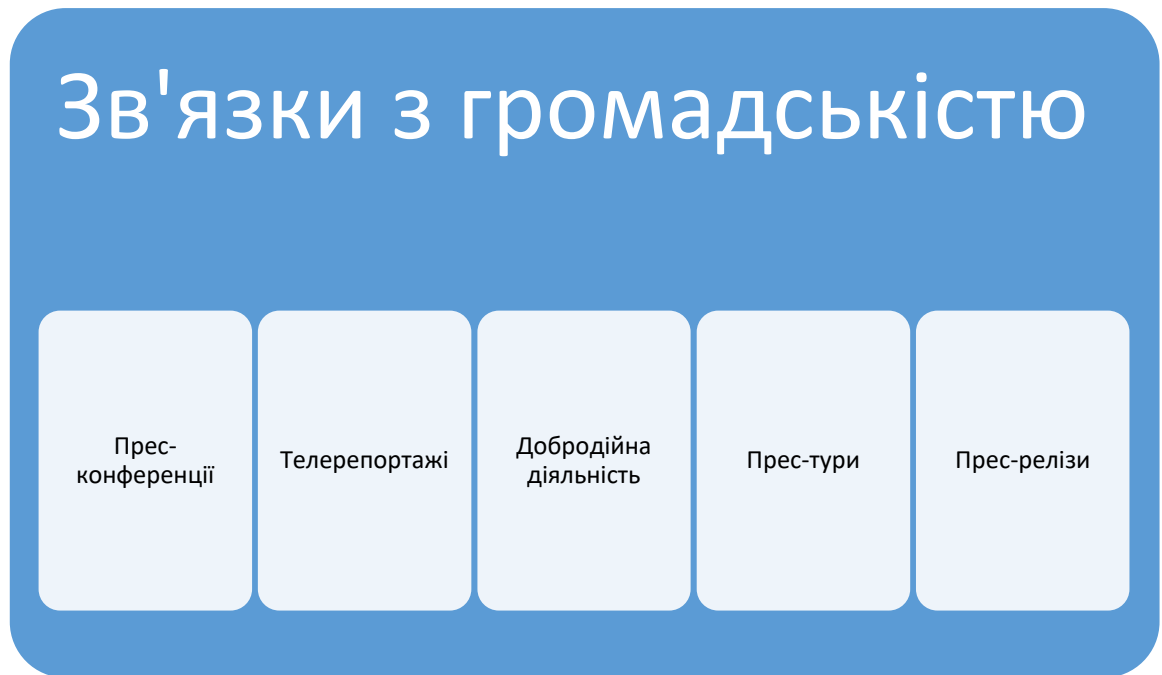 Зв'язки з громадськістю
Прес-
конференції
Телерепортажі
Добродійна
діяльність
Прес-тури
Прес-релізи